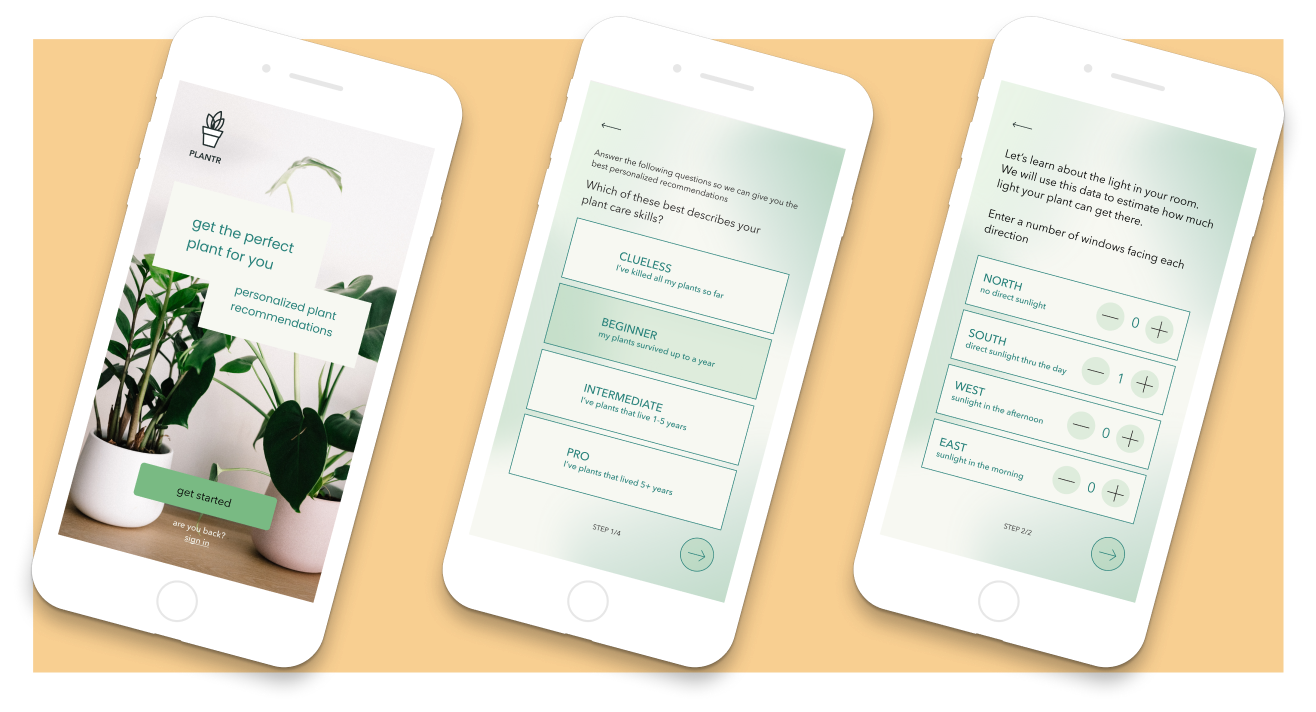 PLANTR
get the perfect
plant for you
personalized plant
recommendations
get started
are you back?
sign in
Answer the following questions so we can give you the
best personalized recommendations
Which of these best describes your
plant care skills?
CLUELESS
I've killed all my plants so far
BEGINNER
my plants survived up to a year
INTERMEDIATE
I've plants that live 1-5 years
PRO
I've plants that lived 5+ years
STEP 1/4
Let's learn about the light in your room.
We will use this data to estimate how much
light your plant can get there.
Enter a number of windows facing each
direction
NORTH
no direct sunlight
0
SOUTH
direct sunlight thru the day
1
WEST
sunlight in the afternoon
0
EAST
sunlight in the morning
0
STEP 2/2